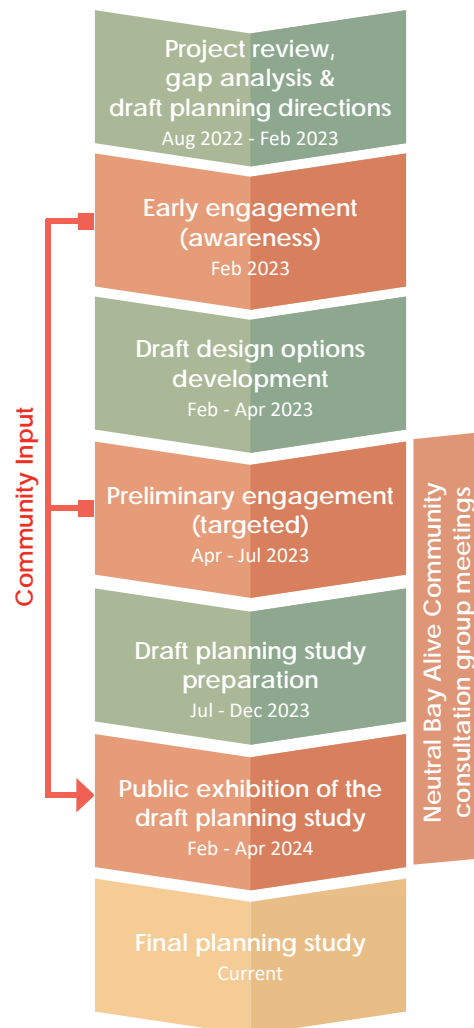 Project review,
gap analysis &
draft planning directions
Aug 2022 - Feb 2023
Early engagement
(awareness)
Feb 2023
Draft design options
development
Feb - Apr 2023
Community Input
Preliminary engagement
(targeted)
Apr - Jul 2023
Neutral Bay Alive Community
consultation group meetings
Draft planning study
preparation
Jul - Dec 2023
Public exhibition of the
draft planning study
Feb - Apr 2024
Final planning study
Current